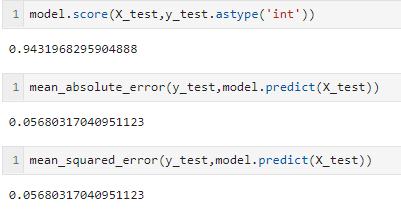 1 model.score(X_test,y_test.astype('int'))
0.9431968295904888
1 mean_absolute_error(y_test,model.predict(X_test))
0.05680317040951123
1 mean_squared_error(y_test,model.predict(X_test))
0.05680317040951123